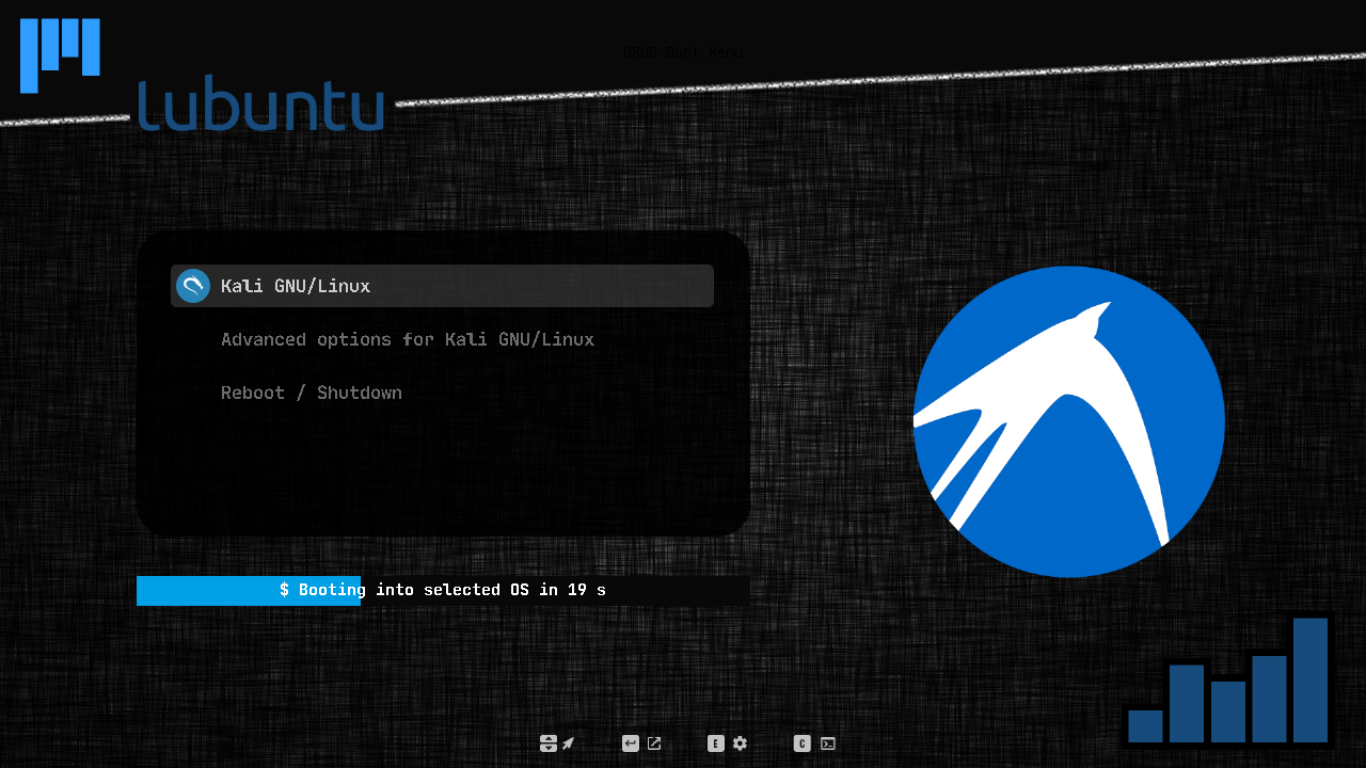 GRUB Boot Menu
lubuntu
Kali GNU/Linux
Advanced options for Kali GNU/Linux
Reboot / Shutdown
$ Booting into selected OS in 19 s
E
C